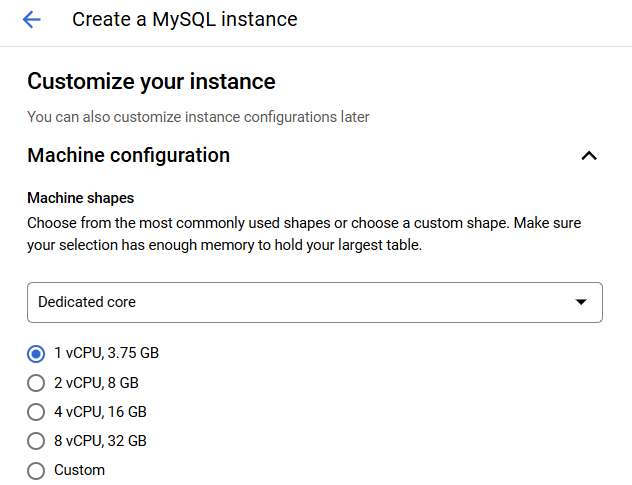 Create a MySQL instance
Customize your instance
You can also customize instance configurations later
Machine configuration
Machine shapes
Choose from the most commonly used shapes or choose a custom shape. Make sure
your selection has enough memory to hold your largest table.
Dedicated core
1 vCPU, 3.75 GB
2 vCPU, 8 GB
4 vCPU, 16 GB
8 vCPU, 32 GB
Custom